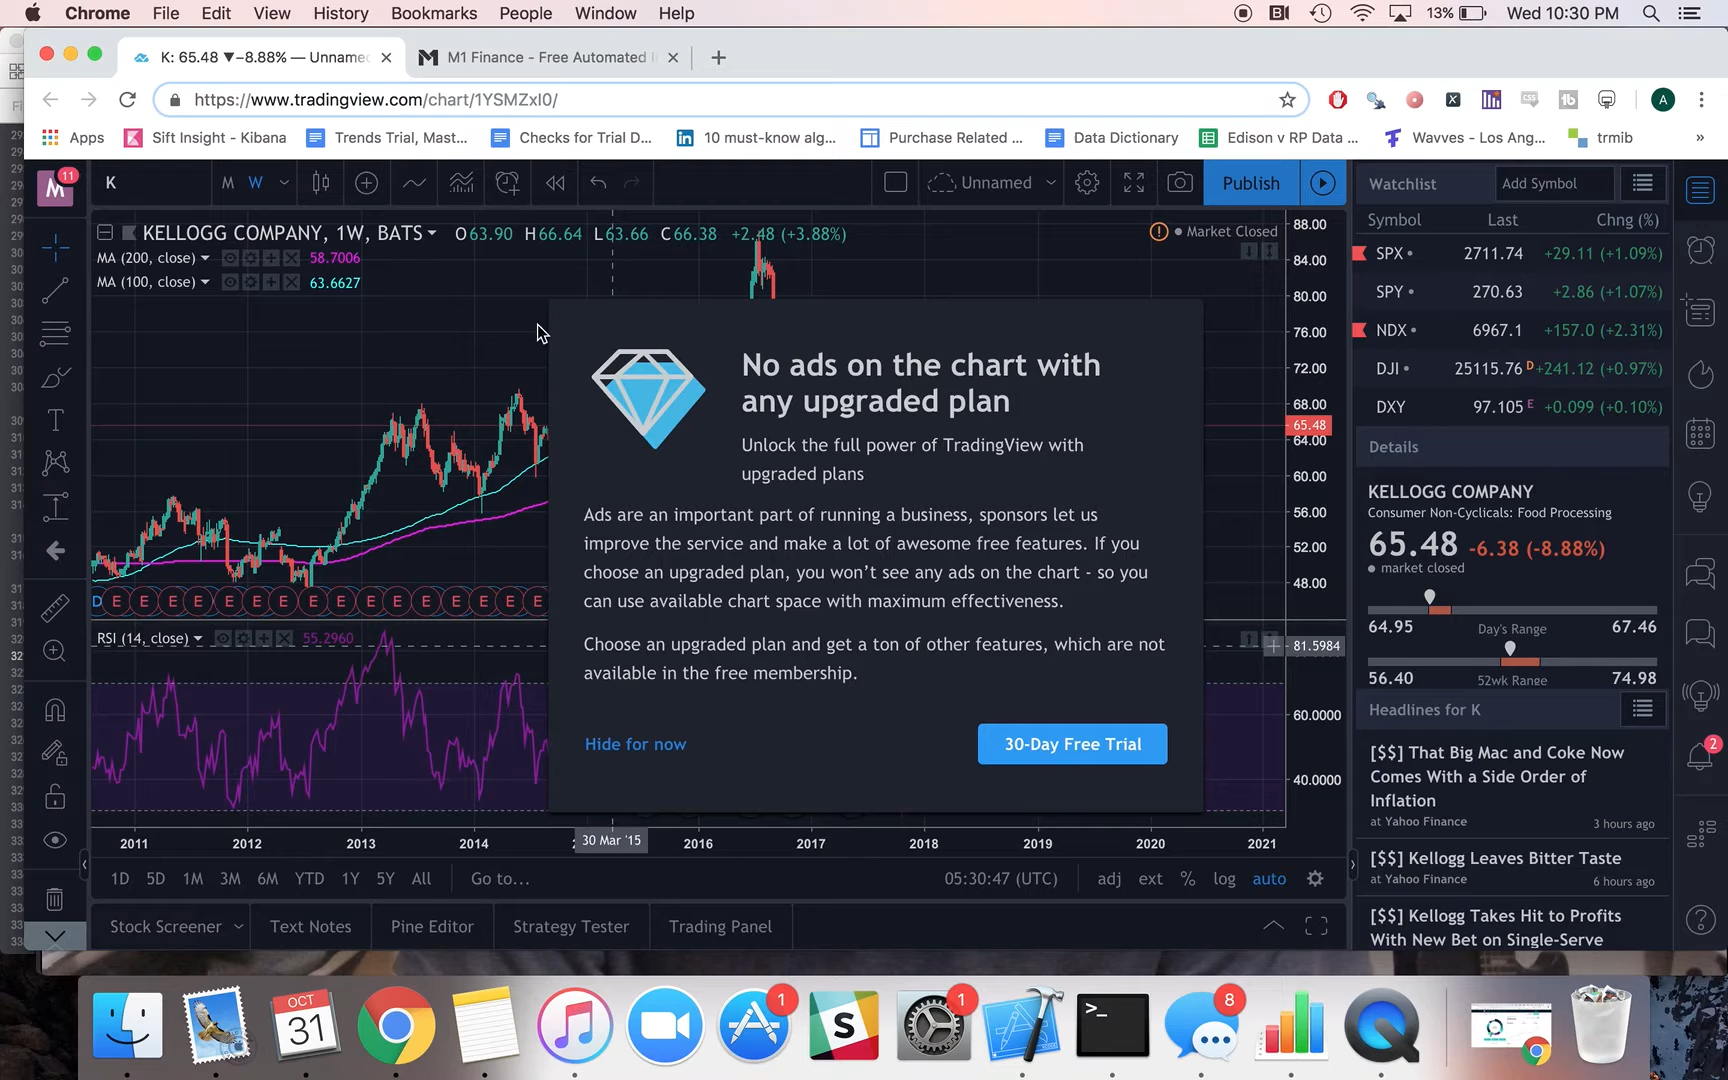 Chrome File Edit View History Bookmarks People Window Help
13% Wed 10:30 PM
K: 65.48 ▼-8.88% — Unname
M1 Finance - Free Automated
https://www.tradingview.com/chart/1YSMZxI0/
A
Apps Sift Insight - Kibana Trends Trial, Mast... Checks for Trial D... 10 must-know alg... Purchase Related ... Data Dictionary Edison v RP Data ... Wavves - Los Ang... trmib »
11
K M W Unnamed Publish
KELLOGG COMPANY, 1W, BATS O63.90 H66.64 L63.66 C66.38 +2.48 (+3.88%)
Market Closed
MA (200, close) 58.7006
MA (100, close) 63.6627
88.00
84.00
80.00
76.00
72.00
68.00
65.48
64.00
60.00
56.00
52.00
48.00
No ads on the chart with
any upgraded plan
Unlock the full power of TradingView with
upgraded plans
Ads are an important part of running a business, sponsors let us
improve the service and make a lot of awesome free features. If you
choose an upgraded plan, you won't see any ads on the chart - so you
can use available chart space with maximum effectiveness.
Choose an upgraded plan and get a ton of other features, which are not
available in the free membership.
Hide for now 30-Day Free Trial
D E E E E E E E E E E E E E E E E
RSI (14, close) 55.2960
81.5984
60.0000
40.0000
2011 2012 2013 2014 30 Mar '15 2016 2017 2018 2019 2020 2021
1D 5D 1M 3M 6M YTD 1Y 5Y All Go to... 05:30:47 (UTC) adj ext % log auto
Stock Screener Text Notes Pine Editor Strategy Tester Trading Panel
Watchlist Add Symbol
Symbol Last Chng (%)
SPX 2711.74 +29.11 (+1.09%)
SPY 270.63 +2.86 (+1.07%)
NDX 6967.1 +157.0 (+2.31%)
DJI 25115.76 D +241.12 (+0.97%)
DXY 97.105 E +0.099 (+0.10%)
Details
KELLOGG COMPANY
Consumer Non-Cyclicals: Food Processing
65.48 -6.38 (-8.88%)
market closed
64.95 Day's Range 67.46
56.40 52wk Range 74.98
Headlines for K
[$$] That Big Mac and Coke Now
Comes With a Side Order of
Inflation
at Yahoo Finance 3 hours ago
[$$] Kellogg Leaves Bitter Taste
at Yahoo Finance 6 hours ago
[$$] Kellogg Takes Hit to Profits
With New Bet on Single-Serve
2
OCT
31
1
S
1
8